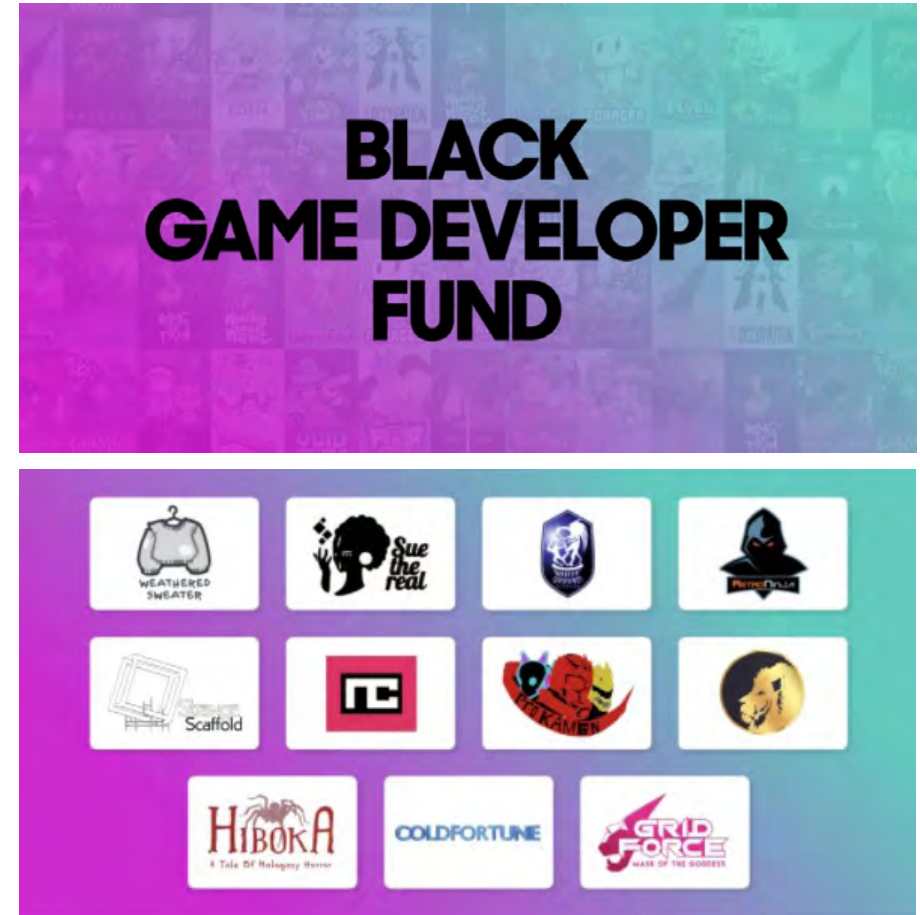 BLACK
GAME DEVELOPER
FUND
WEATHERED
SWEATER
Sue
the
real
RETRONINJA
Scaffold
HIBOKA
A Tale Of Malagasy Horror
COLDFORTUNE
GRID
FORCE
MASK OF THE GODDESS